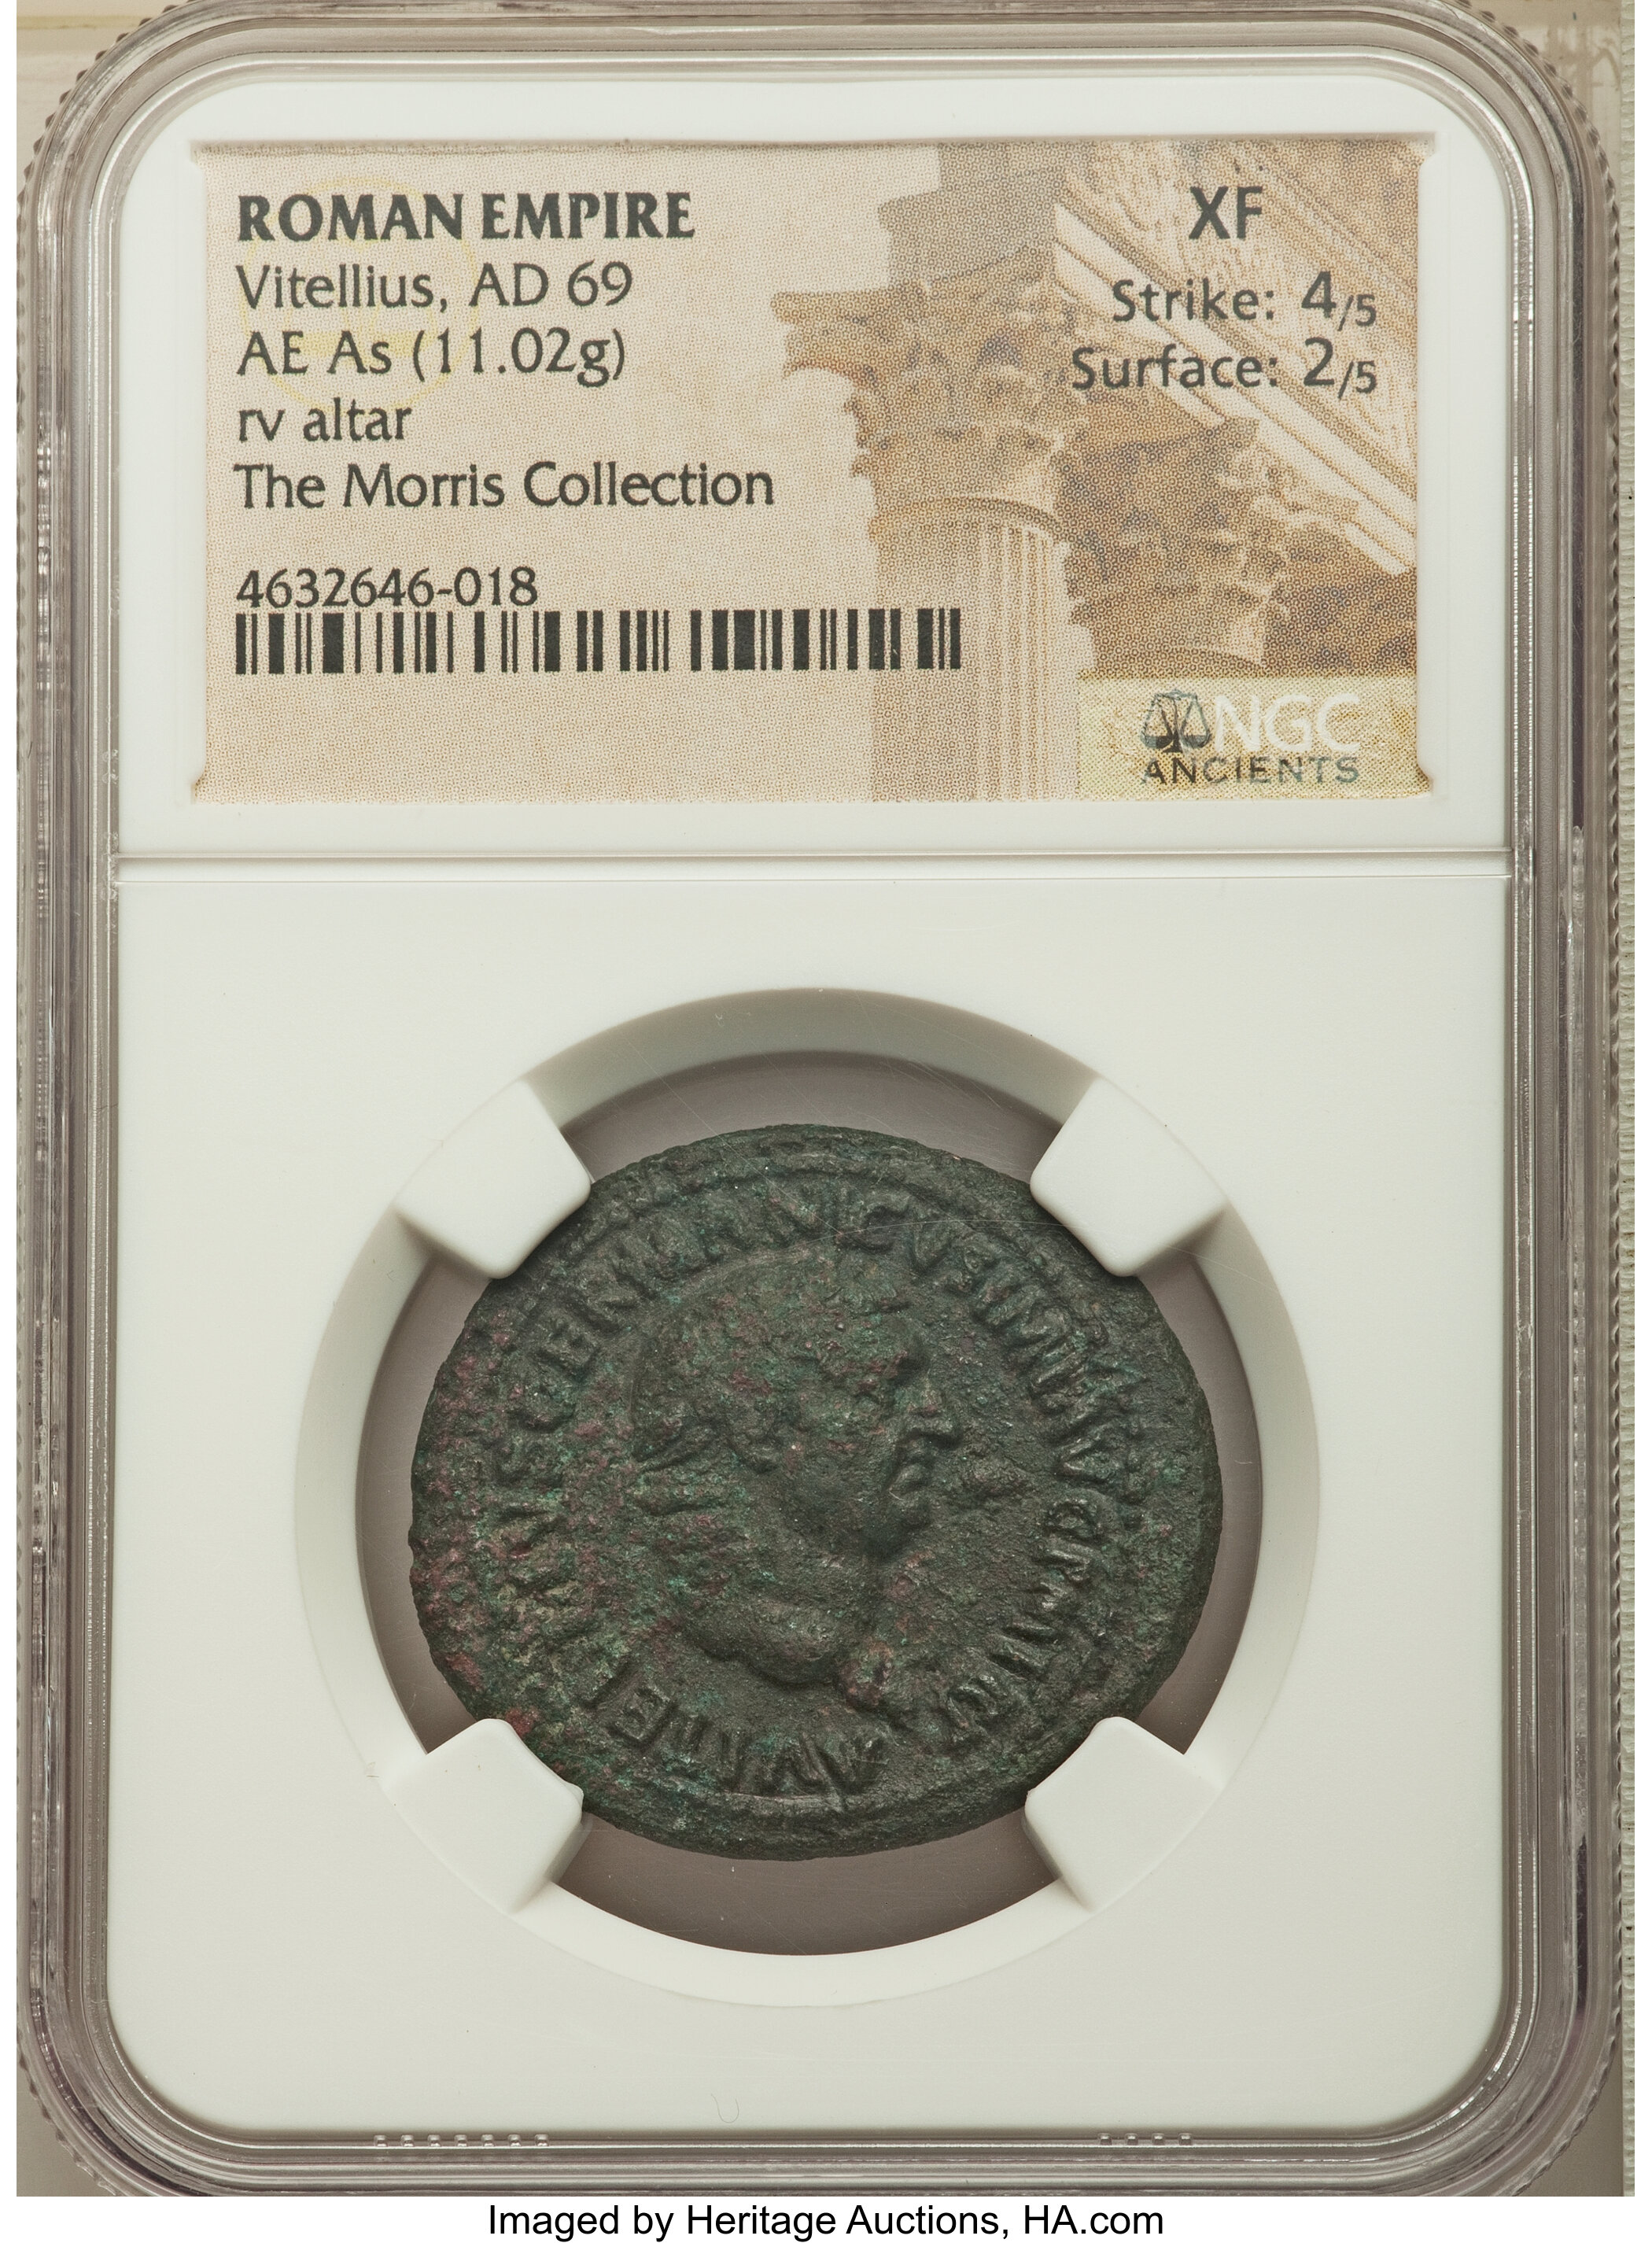 ROMAN EMPIRE
Vitellius, AD 69
AE As (11.02g)
rv altar
The Morris Collection
4632646-018
XF
Strike: 4/5
Surface: 2/5
NGC
ANCIENTS
Imaged by Heritage Auctions, HA.com